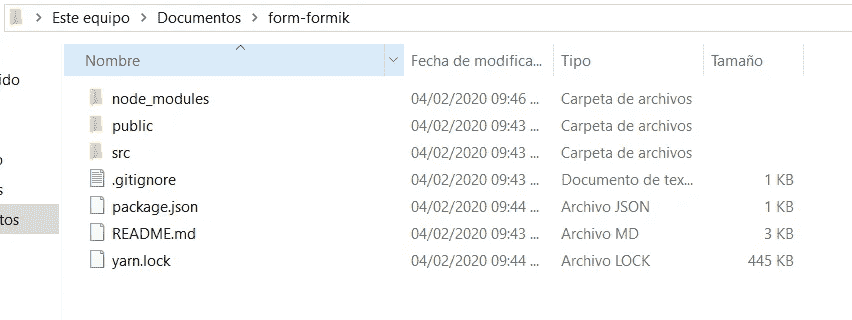 Este equipo > Documentos > form-formik
Nombre Fecha de modifica... Tipo Tamaño
ido
node_modules 04/02/2020 09:46 ... Carpeta de archivos
public 04/02/2020 09:43 ... Carpeta de archivos
src 04/02/2020 09:43 ... Carpeta de archivos
.gitignore 04/02/2020 09:43 ... Documento de tex... 1 KB
s
package.json 04/02/2020 09:44 ... Archivo JSON 1 KB
tos
README.md 04/02/2020 09:43 ... Archivo MD 3 KB
yarn.lock 04/02/2020 09:44 ... Archivo LOCK 445 KB